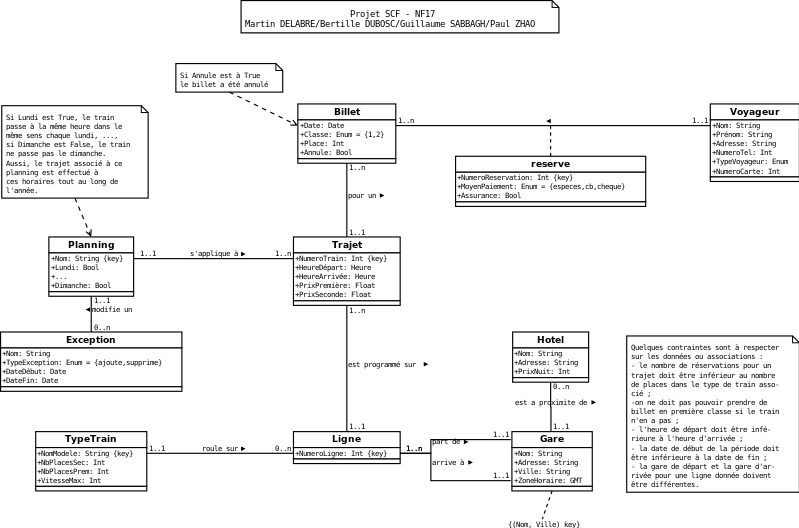 Projet SCF - NF17
Martin DELABRE/Bertille DUBOSC/Guillaume SABBAGH/Paul ZHAO
Si Annule est à True
le billet a été annulé
Si Lundi est True, le train
passe à la même heure dans le
même sens chaque lundi, ...,
si Dimanche est False, le train
ne passe pas le dimanche.
Aussi, le trajet associé à ce
planning est effectué à
ces horaires tout au long de
l'année.
Billet
+Date: Date
+Classe: Enum = {1,2}
+Place: Int
+Annule: Bool
1..n
1..1
Voyageur
+Nom: String
+Prénom: String
+Adresse: String
+NumeroTel: Int
+TypeVoyageur: Enum
+NumeroCarte: Int
reserve
+NumeroReservation: Int {key}
+MoyenPaiement: Enum = {especes,cb,cheque}
+Assurance: Bool
1..n
pour un
1..1
Planning
+Nom: String {key}
+Lundi: Bool
+...
+Dimanche: Bool
1..1
s'applique à
1..n
Trajet
+NumeroTrain: Int {key}
+HeureDépart: Heure
+HeureArrivée: Heure
+PrixPremière: Float
+PrixSeconde: Float
1..1
modifie un
0..n
Exception
+Nom: String
+TypeException: Enum = {ajoute,supprime}
+DateDébut: Date
+DateFin: Date
1..n
est programmé sur
1..1
Hotel
+Nom: String
+Adresse: String
+PrixNuit: Int
0..n
est a proximite de
1..1
Quelques contraintes sont à respecter
sur les données ou associations :
- le nombre de réservations pour un
trajet doit être inférieur au nombre
de places dans le type de train asso-
cié ;
-on ne doit pas pouvoir prendre de
billet en première classe si le train
n'en a pas ;
- l'heure de départ doit être infé-
rieure à l'heure d'arrivée ;
- la date de début de la période doit
être inférieure à la date de fin ;
- la gare de départ et la gare d'ar-
rivée pour une ligne donnée doivent
être différentes.
TypeTrain
+NomModele: String {key}
+NbPlacesSec: Int
+NbPlacesPrem: Int
+VitesseMax: Int
1..1
roule sur
0..n
Ligne
+NumeroLigne: Int {key}
1..n
part de
1..1
arrive à
1..1
Gare
+Nom: String
+Adresse: String
+Ville: String
+ZoneHoraire: GMT
{(Nom, Ville) key}